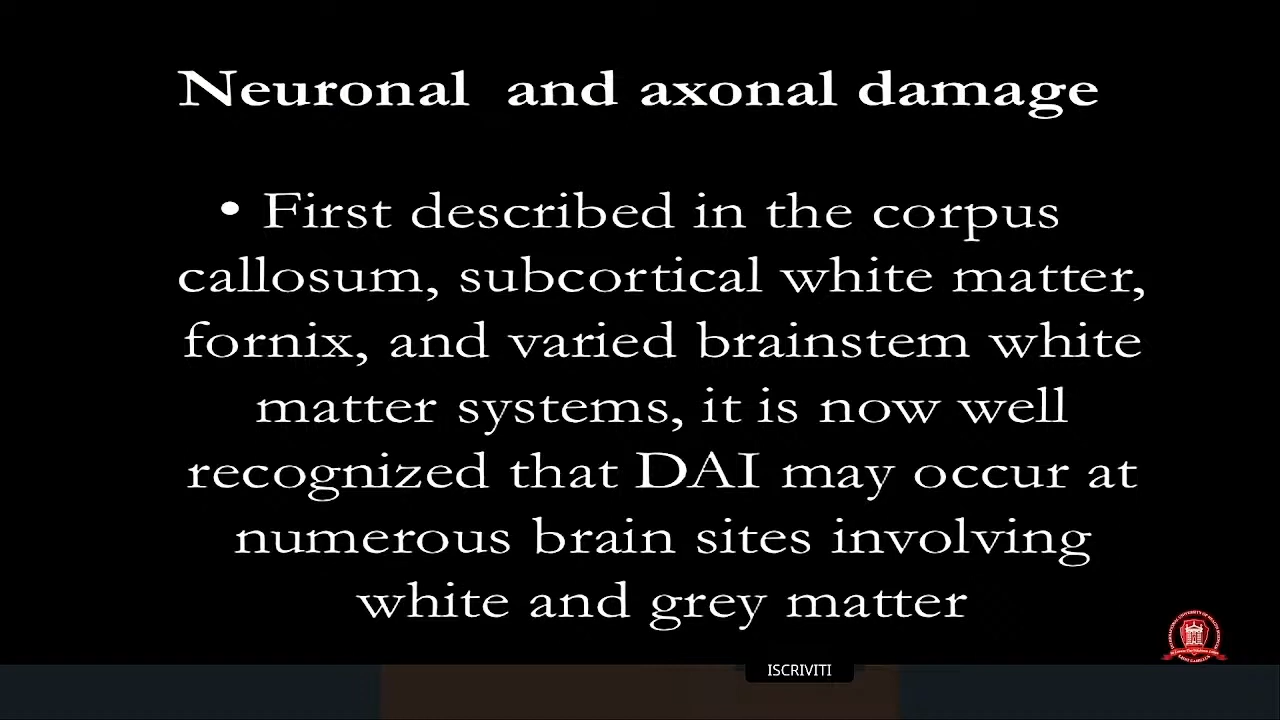 Neuronal and axonal damage
• First described in the corpus
callosum, subcortical white matter,
fornix, and varied brainstem white
matter systems, it is now well
recognized that DAI may occur at
numerous brain sites involving
white and grey matter
ISCRIVITI